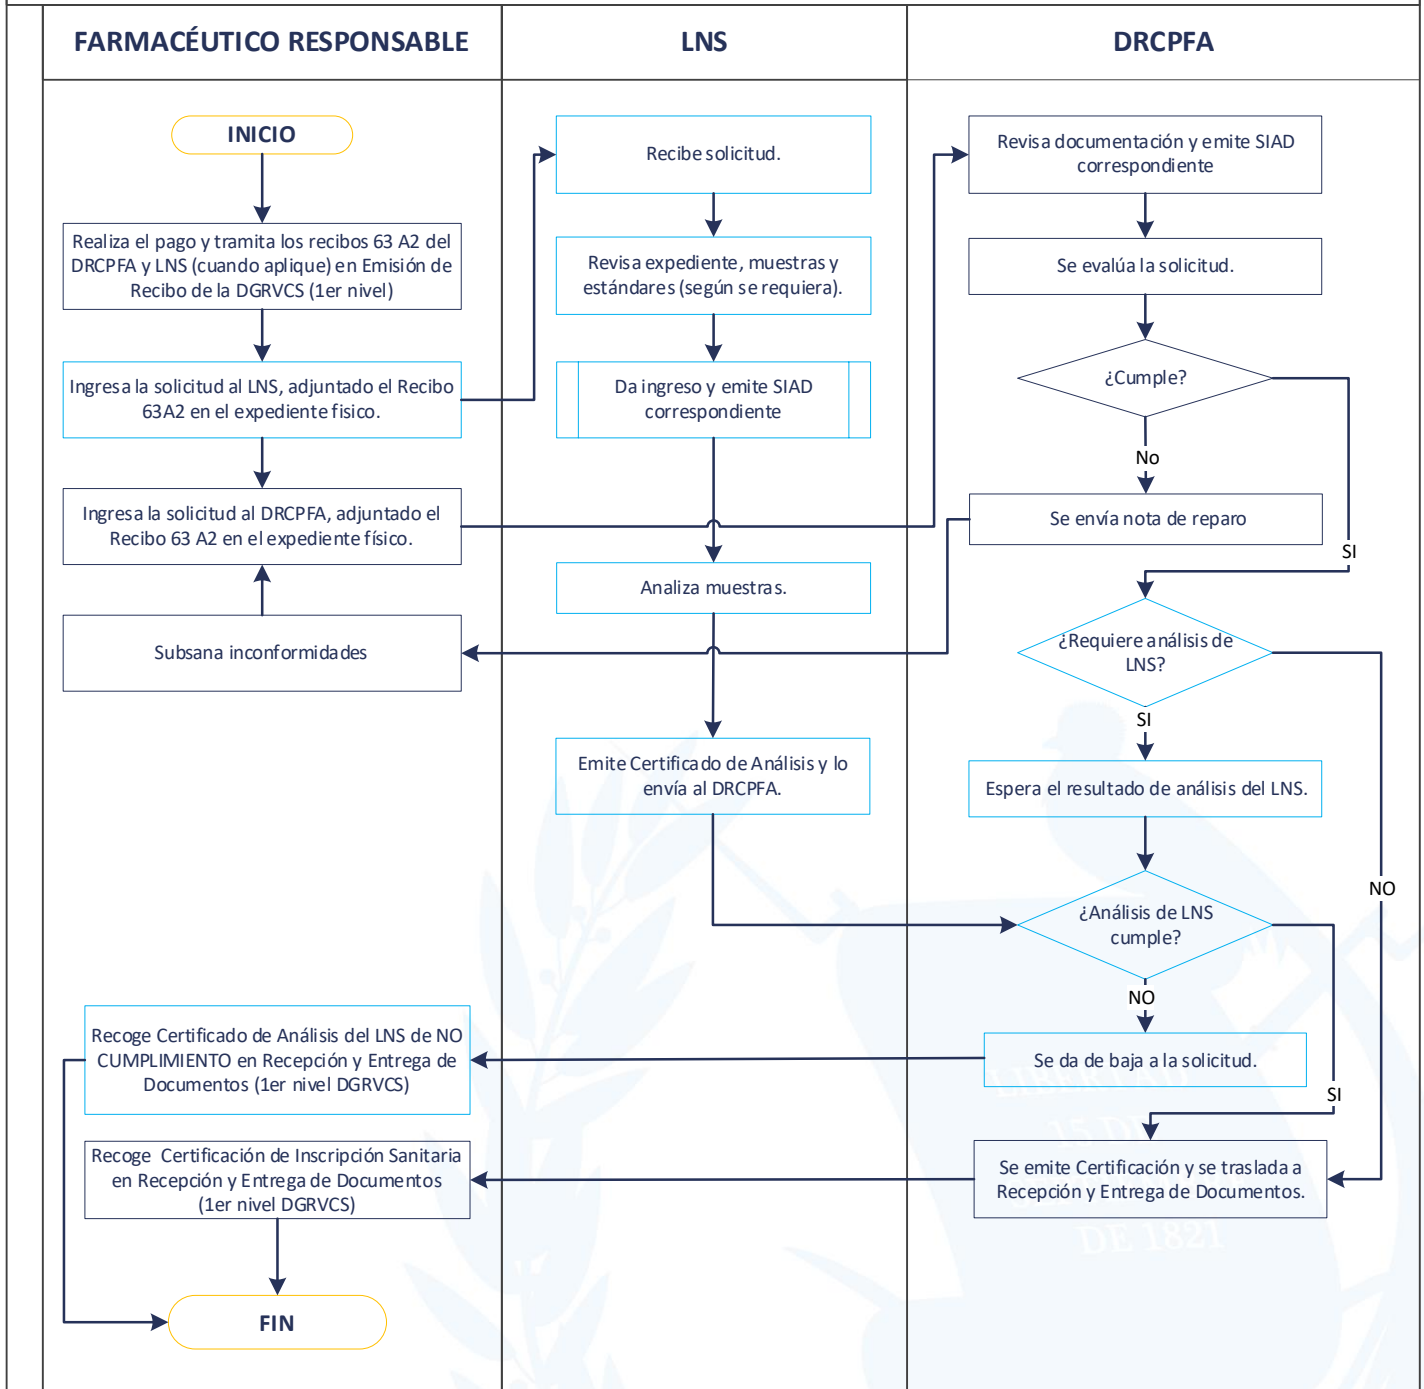 FARMACÉUTICO RESPONSABLE
LNS
DRCPFA
INICIO
Realiza el pago y tramita los recibos 63 A2 del
DRCPFA y LNS (cuando aplique) en Emisión de
Recibo de la DGRVCS (1er nivel)
Ingresa la solicitud al LNS, adjuntado el Recibo
63A2 en el expediente fisico.
Ingresa la solicitud al DRCPFA, adjuntado el
Recibo 63 A2 en el expediente físico.
Subsana inconformidades
Recoge Certificado de Análisis del LNS de NO
CUMPLIMIENTO en Recepción y Entrega de
Documentos (1er nivel DGRVCS)
Recoge Certificación de Inscripción Sanitaria
en Recepción y Entrega de Documentos
(1er nivel DGRVCS)
FIN
Recibe solicitud.
Revisa expediente, muestras y
estándares (según se requiera).
Da ingreso y emite SIAD
correspondiente
Analiza muestras.
Emite Certificado de Análisis y lo
envía al DRCPFA.
Revisa documentación y emite SIAD
correspondiente
Se evalúa la solicitud.
¿Cumple?
No
Se envía nota de reparo
SI
¿Requiere análisis de
LNS?
SI
Espera el resultado de análisis del LNS.
NO
¿Análisis de LNS
cumple?
NO
Se da de baja a la solicitud.
SI
Se emite Certificación y se traslada a
Recepción y Entrega de Documentos.
DE 1821